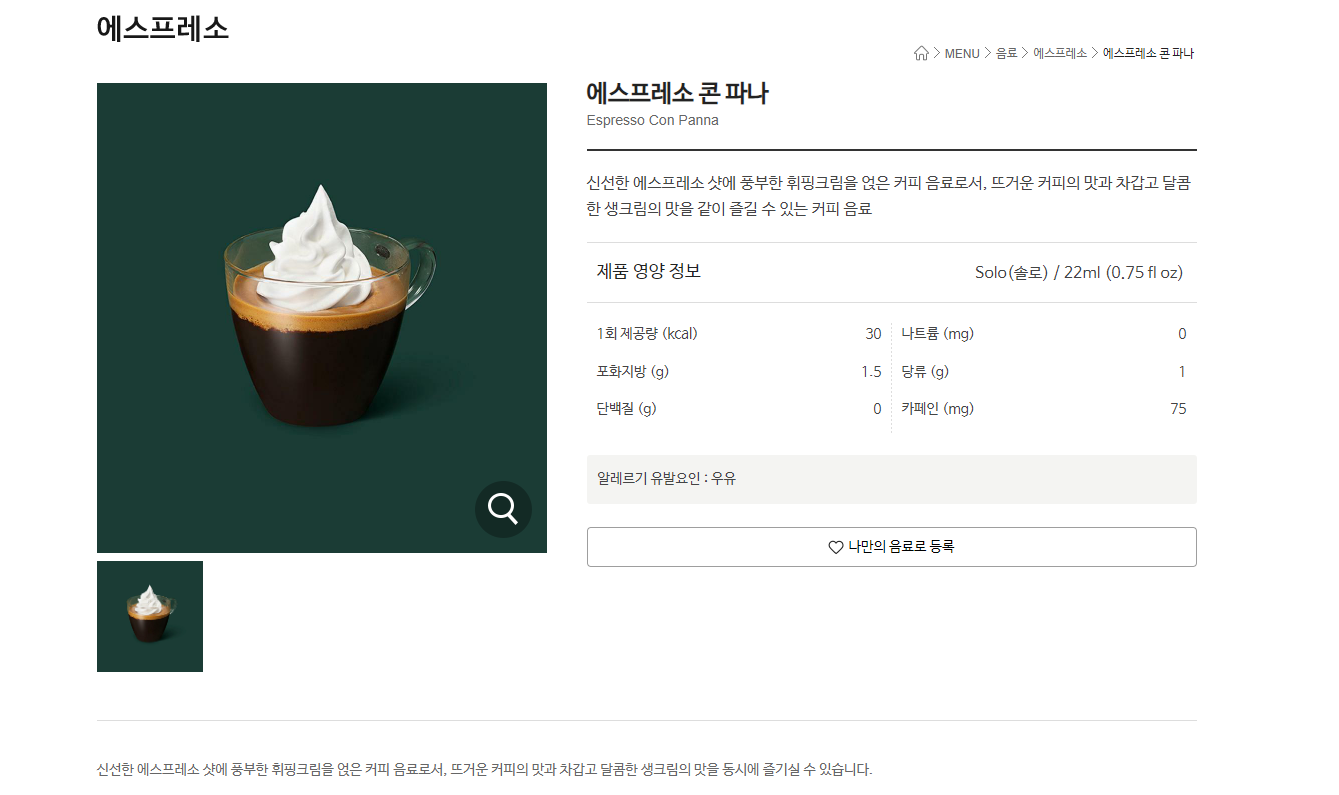 에스프레소
MENU
음료
에스프레소
에스프레소 콘 파나
에스프레소 콘 파나
Espresso Con Panna
신선한 에스프레소 샷에 풍부한 휘핑크림을 얹은 커피 음료로서, 뜨거운 커피의 맛과 차갑고 달콤
한 생크림의 맛을 같이 즐길 수 있는 커피 음료
제품 영양 정보
Solo(솔로) / 22ml (0.75 fl oz)
1회 제공량 (kcal) 30
나트륨 (mg) 0
포화지방 (g) 1.5
당류 (g) 1
단백질 (g) 0
카페인 (mg) 75
알레르기 유발요인 : 우유
나만의 음료로 등록
신선한 에스프레소 샷에 풍부한 휘핑크림을 얹은 커피 음료로서, 뜨거운 커피의 맛과 차갑고 달콤한 생크림의 맛을 동시에 즐기실 수 있습니다.